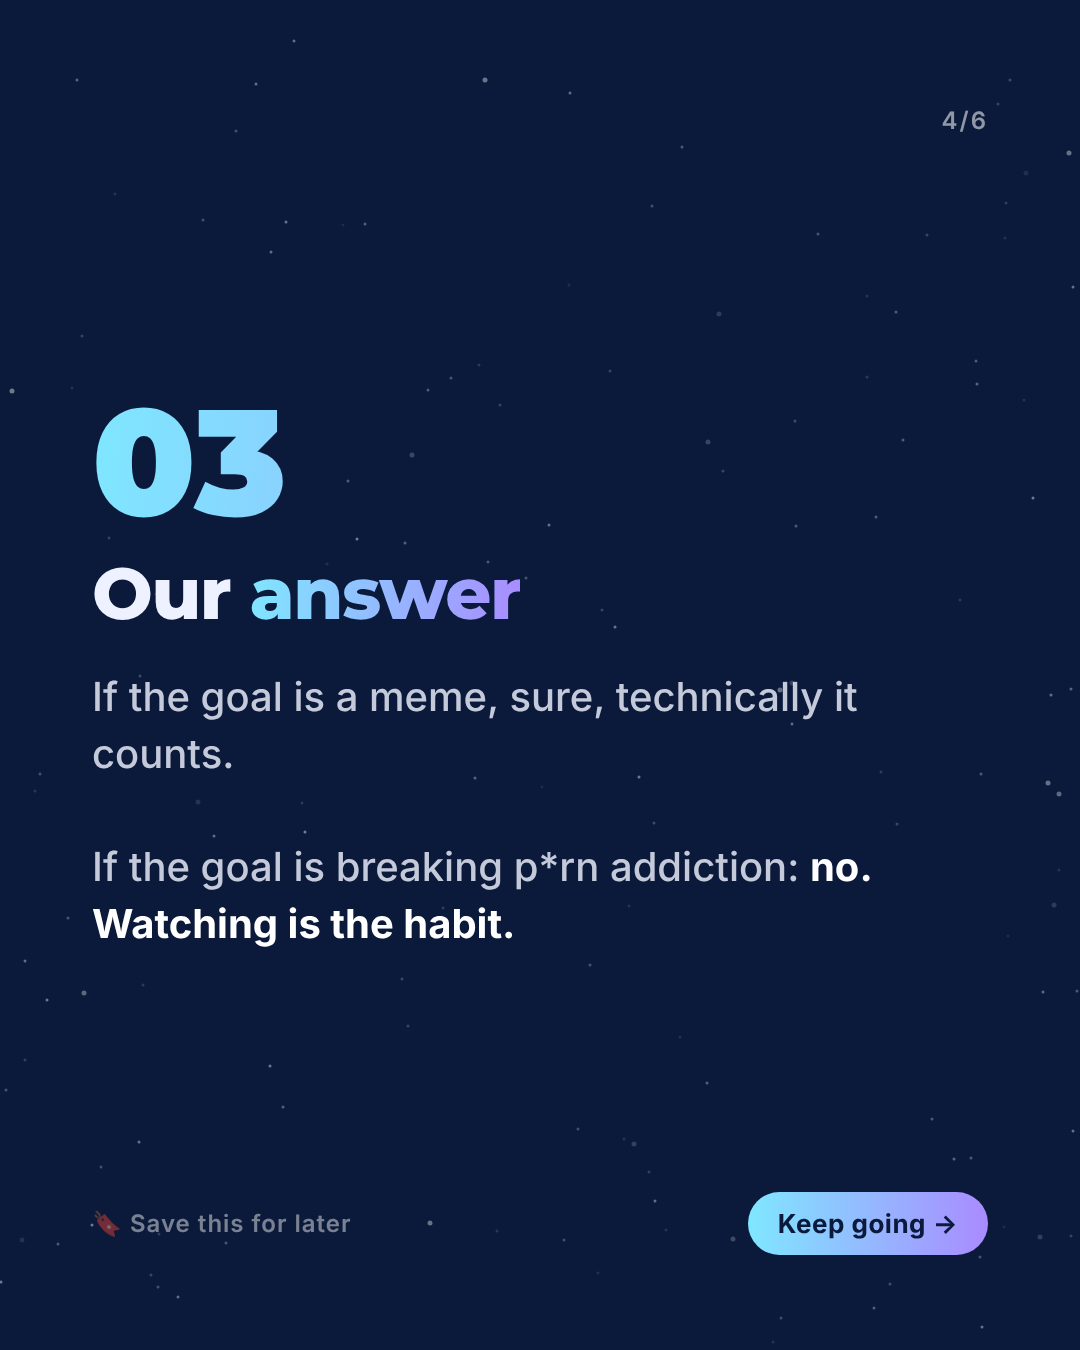 4/6
03
Our answer
If the goal is a meme, sure, technically it
counts.
If the goal is breaking p*rn addiction: no.
Watching is the habit.
🔖 Save this for later
Keep going →